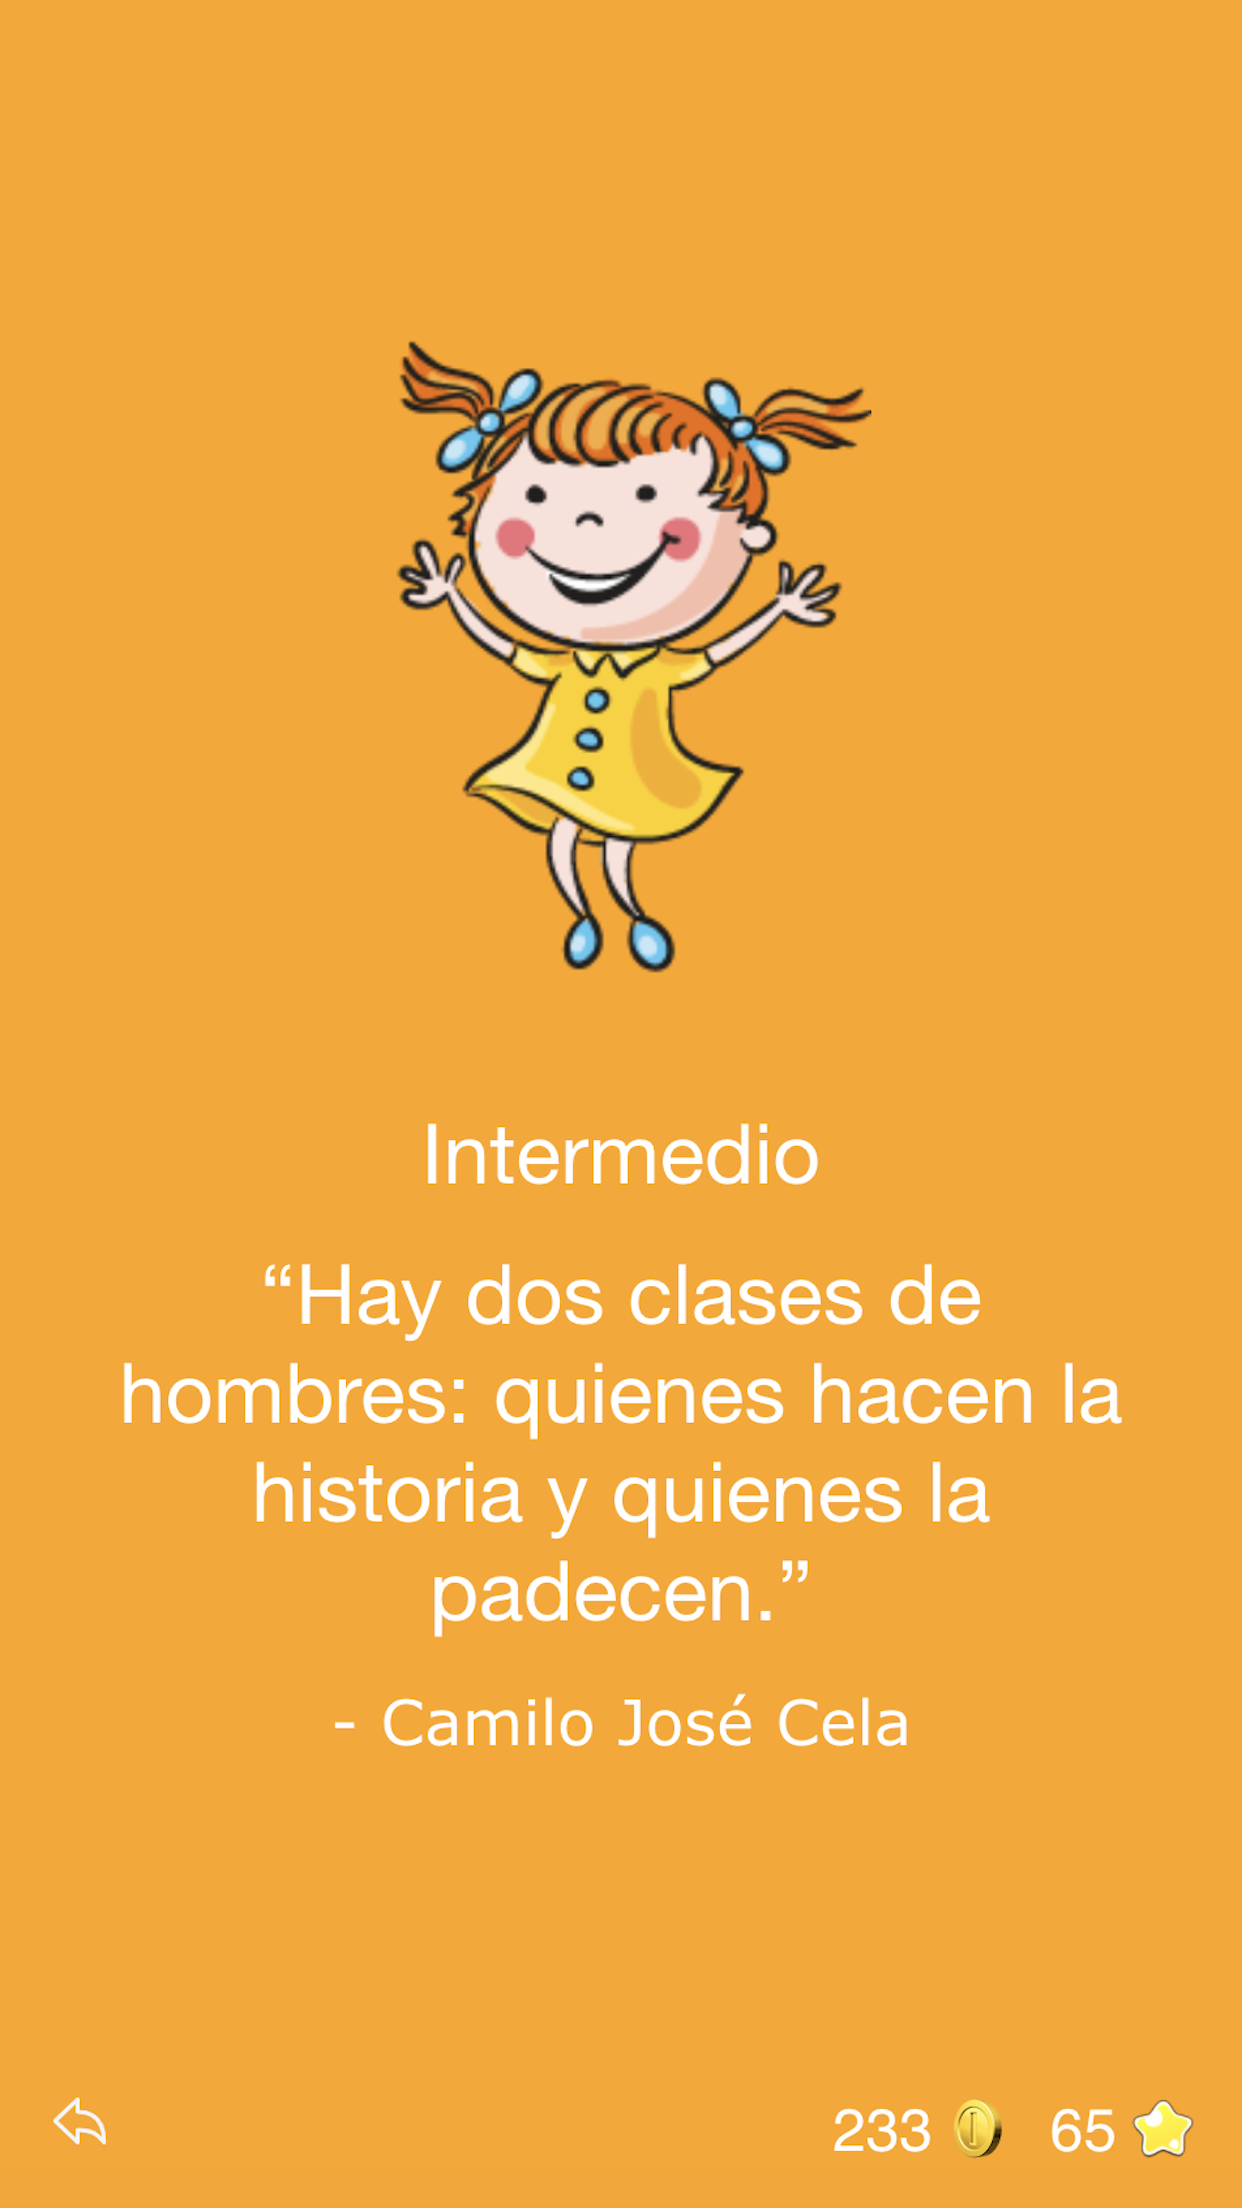 Intermedio
“Hay dos clases de
hombres: quienes hacen la
historia y quienes la
padecen.”
- Camilo José Cela
233 65